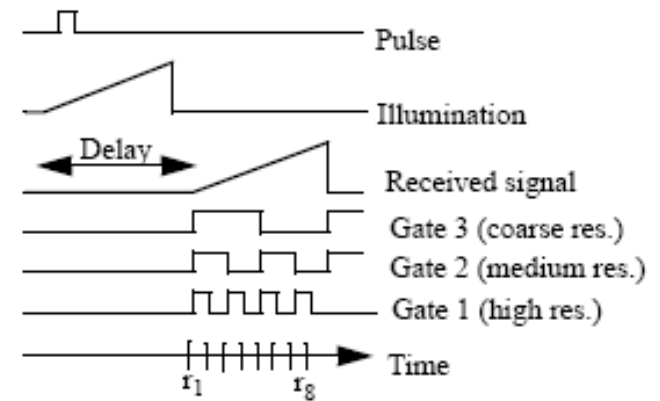 Pulse
Illumination
Delay
Received signal
Gate 3 (coarse res.)
Gate 2 (medium res.)
Gate 1 (high res.)
Time
r1 r8